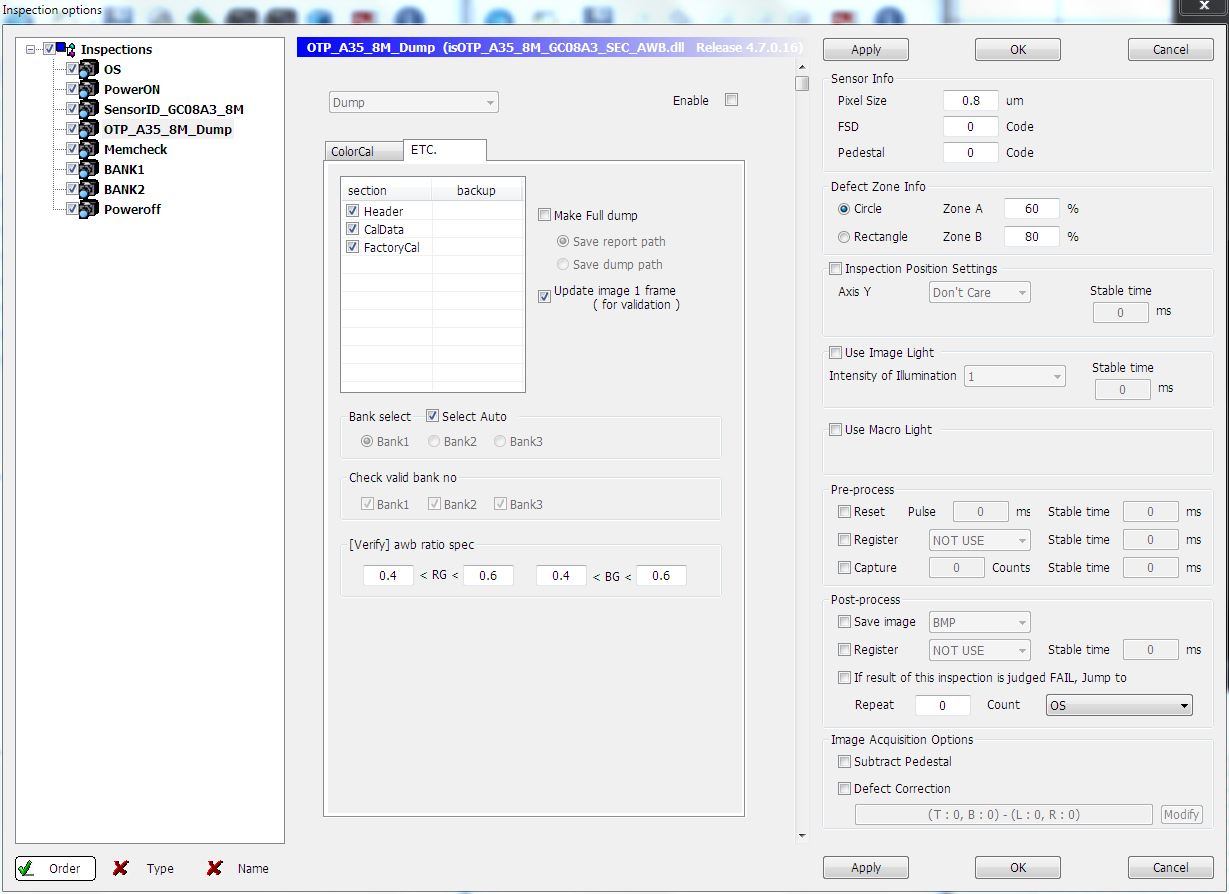 Inspection options
Inspections
OS
PowerON
SensorID_GC08A3_8M
OTP_A35_8M_Dump
Memcheck
BANK1
BANK2
Poweroff
Order Type Name
OTP_A35_8M_Dump (isOTP_A35_8M_GC08A3_SEC_AWB.dll Release 4.7.0.16)
Dump Enable
ColorCal ETC.
section backup
Header
CalData
FactoryCal
Make Full dump
Save report path
Save dump path
Update image 1 frame
( for validation )
Bank select Select Auto
Bank1 Bank2 Bank3
Check valid bank no
Bank1 Bank2 Bank3
[Verify] awb ratio spec
0.4 < RG < 0.6 0.4 < BG < 0.6
Apply OK Cancel
Sensor Info
Pixel Size 0.8 um
FSD 0 Code
Pedestal 0 Code
Defect Zone Info
Circle Zone A 60 %
Rectangle Zone B 80 %
Inspection Position Settings
Axis Y Don't Care Stable time
0 ms
Use Image Light
Intensity of Illumination 1 Stable time
0 ms
Use Macro Light
Pre-process
Reset Pulse 0 ms Stable time 0 ms
Register NOT USE Stable time 0 ms
Capture 0 Counts Stable time 0 ms
Post-process
Save image BMP
Register NOT USE Stable time 0 ms
If result of this inspection is judged FAIL, Jump to
Repeat 0 Count OS
Image Acquisition Options
Subtract Pedestal
Defect Correction
(T : 0, B : 0) - (L : 0, R : 0) Modify
Apply OK Cancel